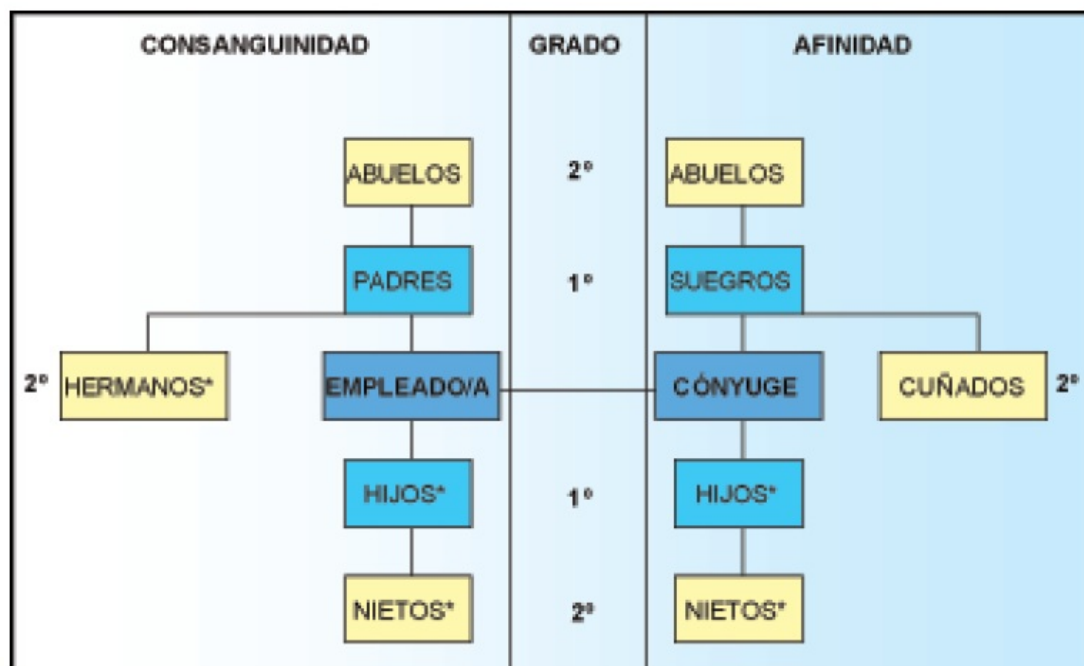 CONSANGUINIDAD GRADO AFINIDAD
ABUELOS 2º ABUELOS
PADRES 1º SUEGROS
2º HERMANOS* EMPLEADO/A CÓNYUGE CUÑADOS 2º
HIJOS* 1º HIJOS*
NIETOS* 2º NIETOS*